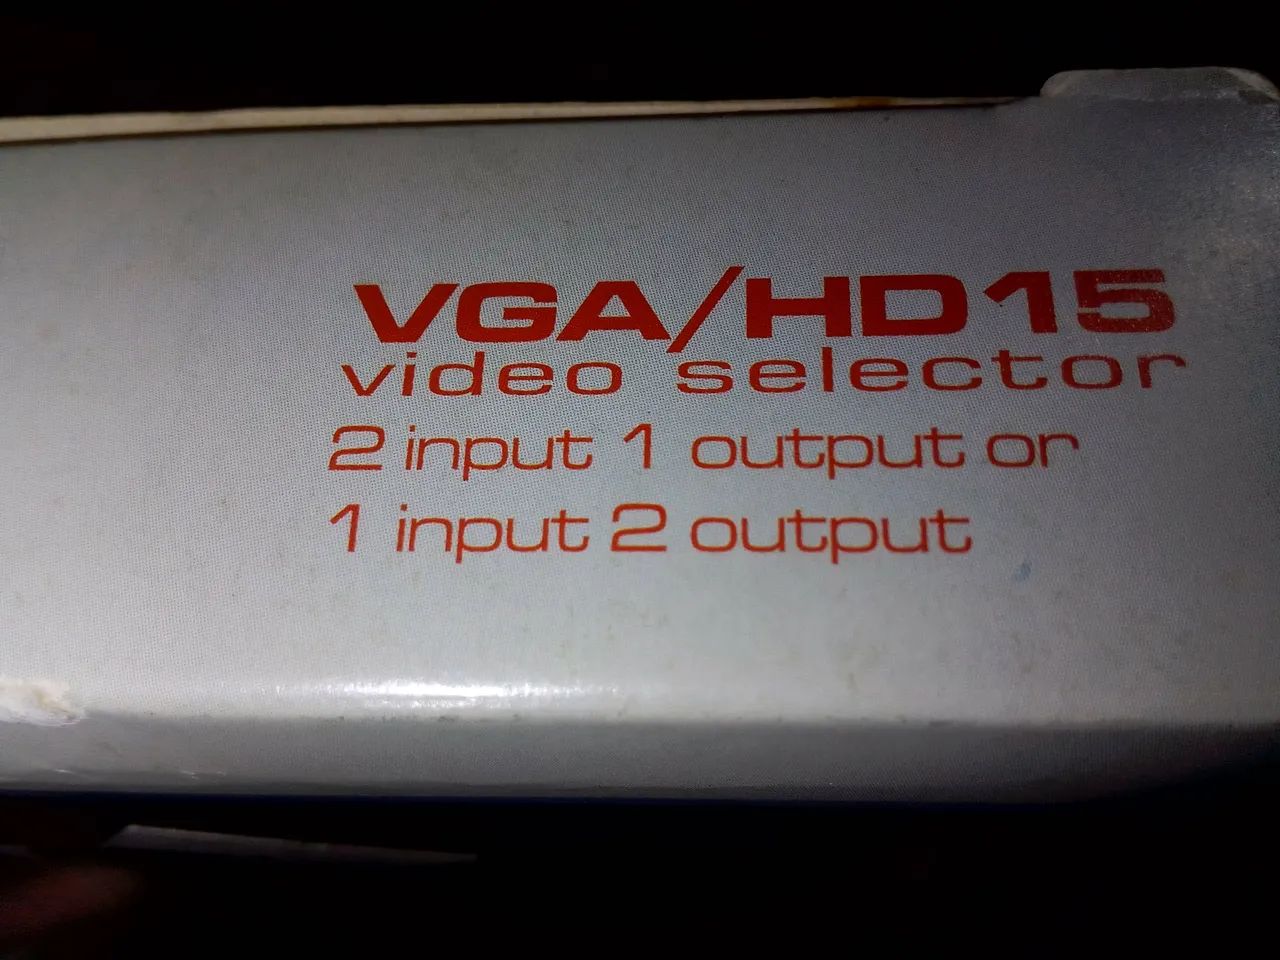 VGA/HD15
video selector
2 input 1 output or
1 input 2 output